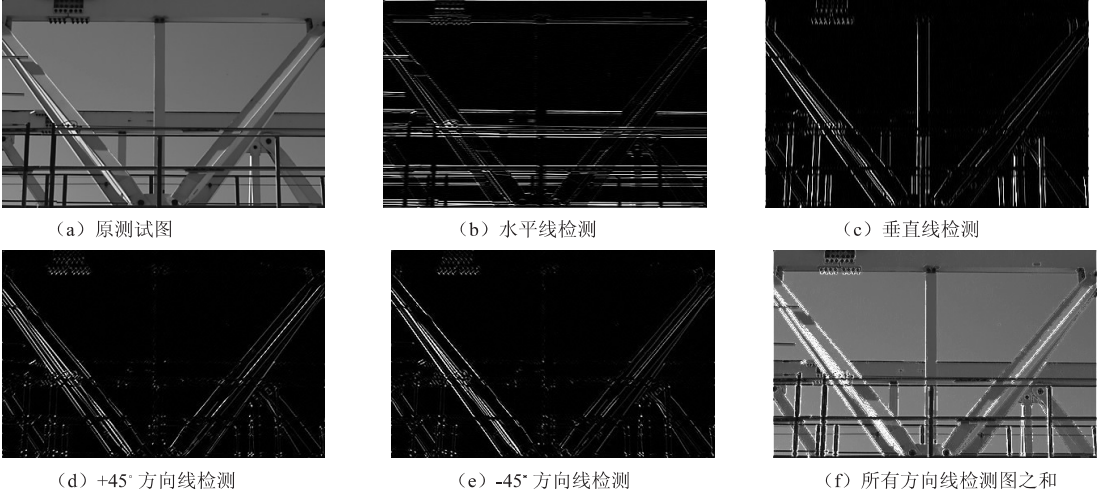 （a）原测试图
（b）水平线检测
（c）垂直线检测
（d）+45° 方向线检测
（e）-45° 方向线检测
（f）所有方向线检测图之和